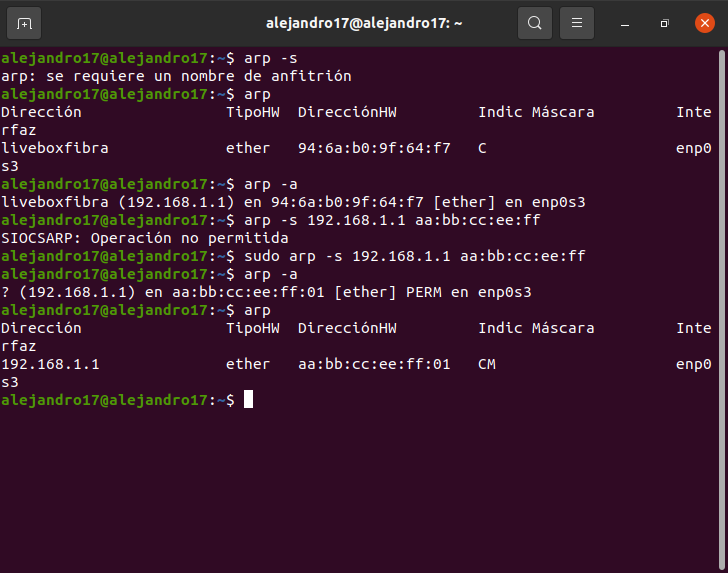 alejandro17@alejandro17: ~
alejandro17@alejandro17:~$ arp -s
arp: se requiere un nombre de anfitrión
alejandro17@alejandro17:~$ arp
Dirección                TipoHW  DirecciónHW         Indic Máscara         Inte
rfaz
liveboxfibra             ether   94:6a:b0:9f:64:f7   C                     enp0
s3
alejandro17@alejandro17:~$ arp -a
liveboxfibra (192.168.1.1) en 94:6a:b0:9f:64:f7 [ether] en enp0s3
alejandro17@alejandro17:~$ arp -s 192.168.1.1 aa:bb:cc:ee:ff
SIOCSARP: Operación no permitida
alejandro17@alejandro17:~$ sudo arp -s 192.168.1.1 aa:bb:cc:ee:ff
alejandro17@alejandro17:~$ arp -a
? (192.168.1.1) en aa:bb:cc:ee:ff:01 [ether] PERM en enp0s3
alejandro17@alejandro17:~$ arp
Dirección                TipoHW  DirecciónHW         Indic Máscara         Inte
rfaz
192.168.1.1              ether   aa:bb:cc:ee:ff:01   CM                    enp0
s3
alejandro17@alejandro17:~$